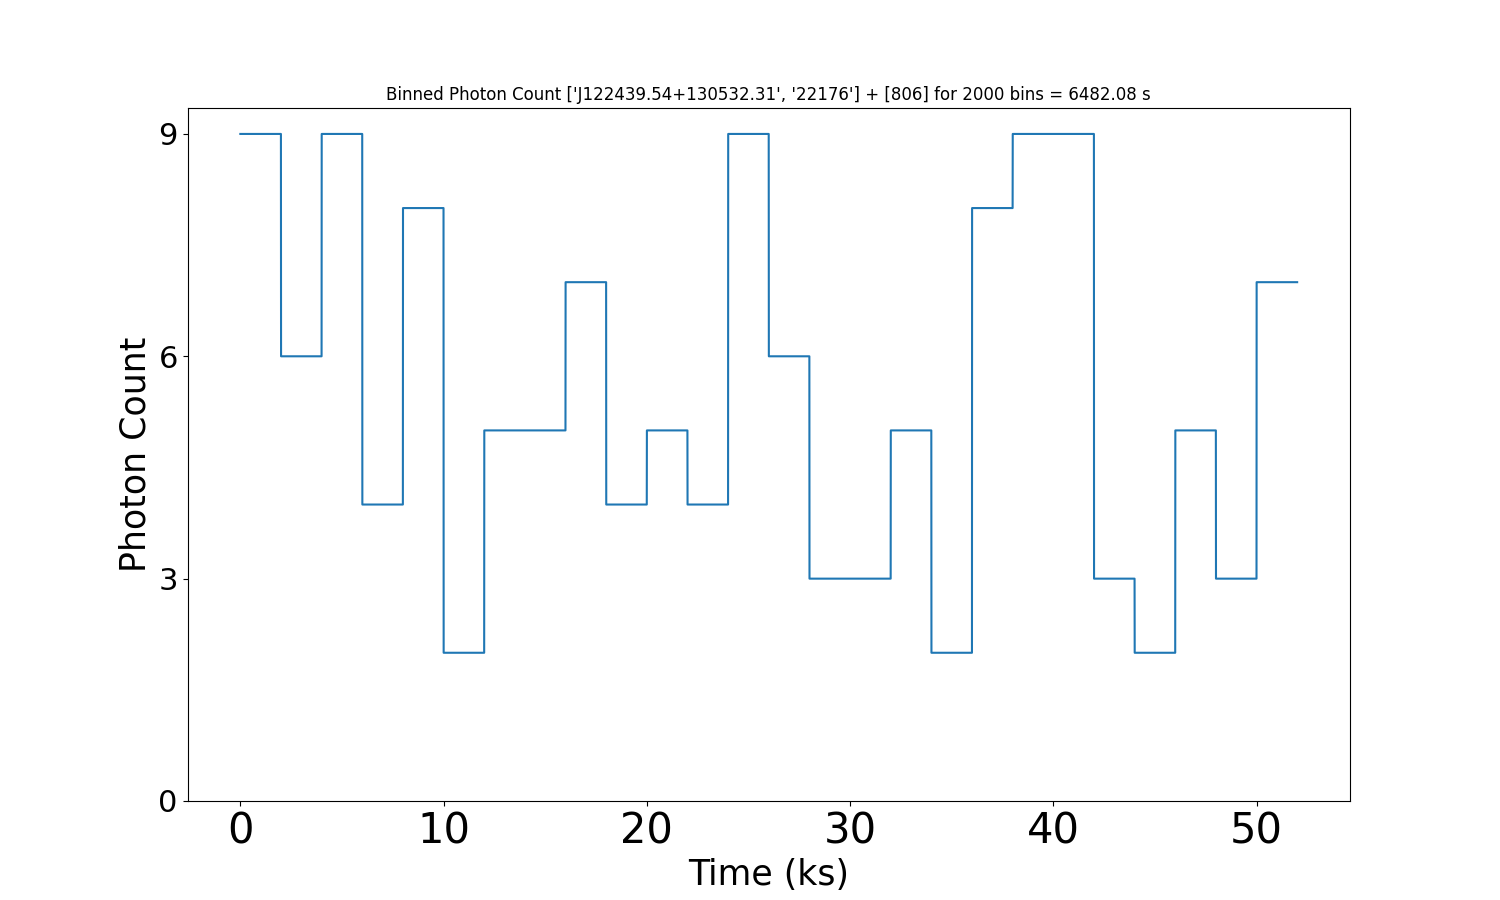 Binned Photon Count ['J122439.54+130532.31', '22176'] + [806] for 2000 bins = 6482.08 s
9
6
3
0
Photon Count
0 10 20 30 40 50
Time (ks)